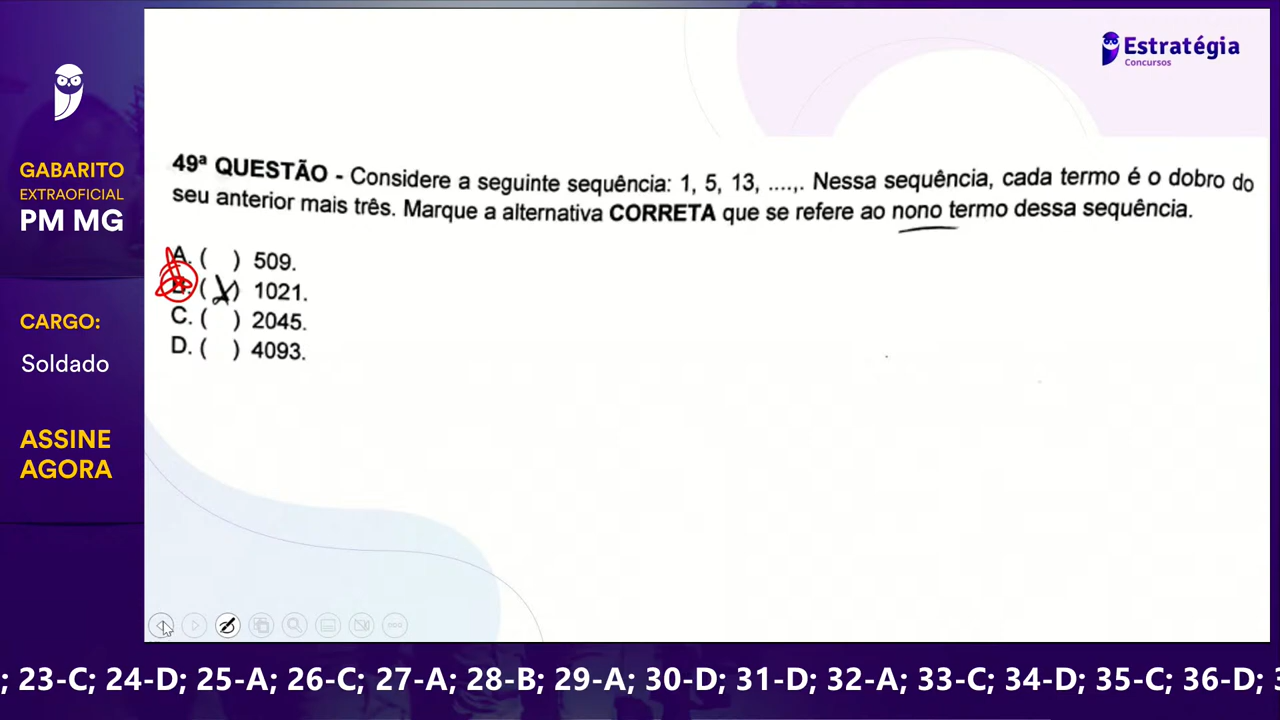 Estratégia
Concursos
GABARITO
EXTRAOFICIAL
PM MG
CARGO:
Soldado
ASSINE
AGORA
49ª QUESTÃO - Considere a seguinte sequência: 1, 5, 13, ....,. Nessa sequência, cada termo é o dobro do
seu anterior mais três. Marque a alternativa CORRETA que se refere ao nono termo dessa sequência.
A. ( ) 509.
B. (X) 1021.
C. ( ) 2045.
D. ( ) 4093.
; 23-C; 24-D; 25-A; 26-C; 27-A; 28-B; 29-A; 30-D; 31-D; 32-A; 33-C; 34-D; 35-C; 36-D;